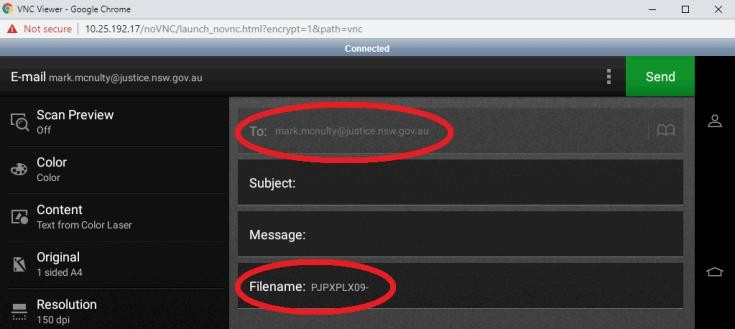 VNC Viewer - Google Chrome
Not secure | 10.25.192.17/noVNC/launch_novnc.html?encrypt=1&path=vnc
Connected
E-mail mark.mcnulty@justice.nsw.gov.au
Send
Scan Preview
Off
Color
Color
Content
Text from Color Laser
Original
1 sided A4
Resolution
150 dpi
To: mark.mcnulty@justice.nsw.gov.au
Subject:
Message:
Filename: PJPXPLX09-